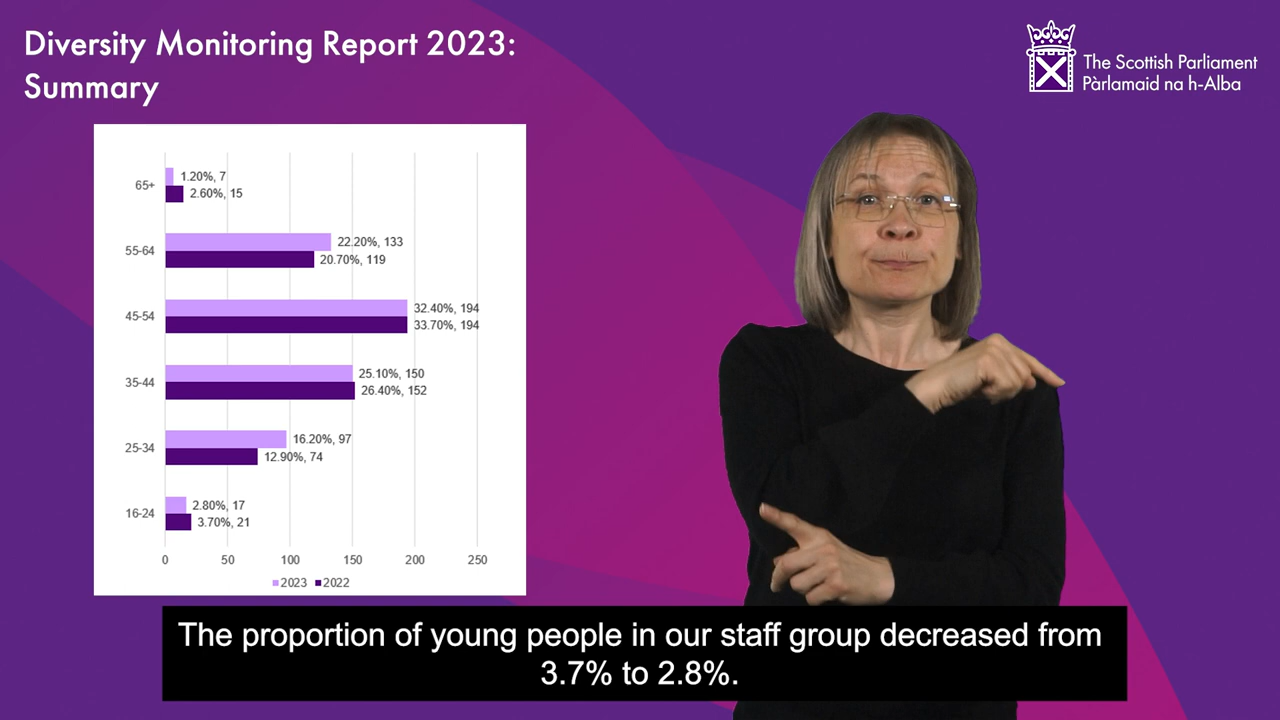 Diversity Monitoring Report 2023:
Summary
The Scottish Parliament
Pàrlamaid na h-Alba
65+
1.20%, 7
2.60%, 15
55-64
22.20%, 133
20.70%, 119
45-54
32.40%, 194
33.70%, 194
35-44
25.10%, 150
26.40%, 152
25-34
16.20%, 97
12.90%, 74
16-24
2.80%, 17
3.70%, 21
0 50 100 150 200 250
2023 2022
The proportion of young people in our staff group decreased from
3.7% to 2.8%.